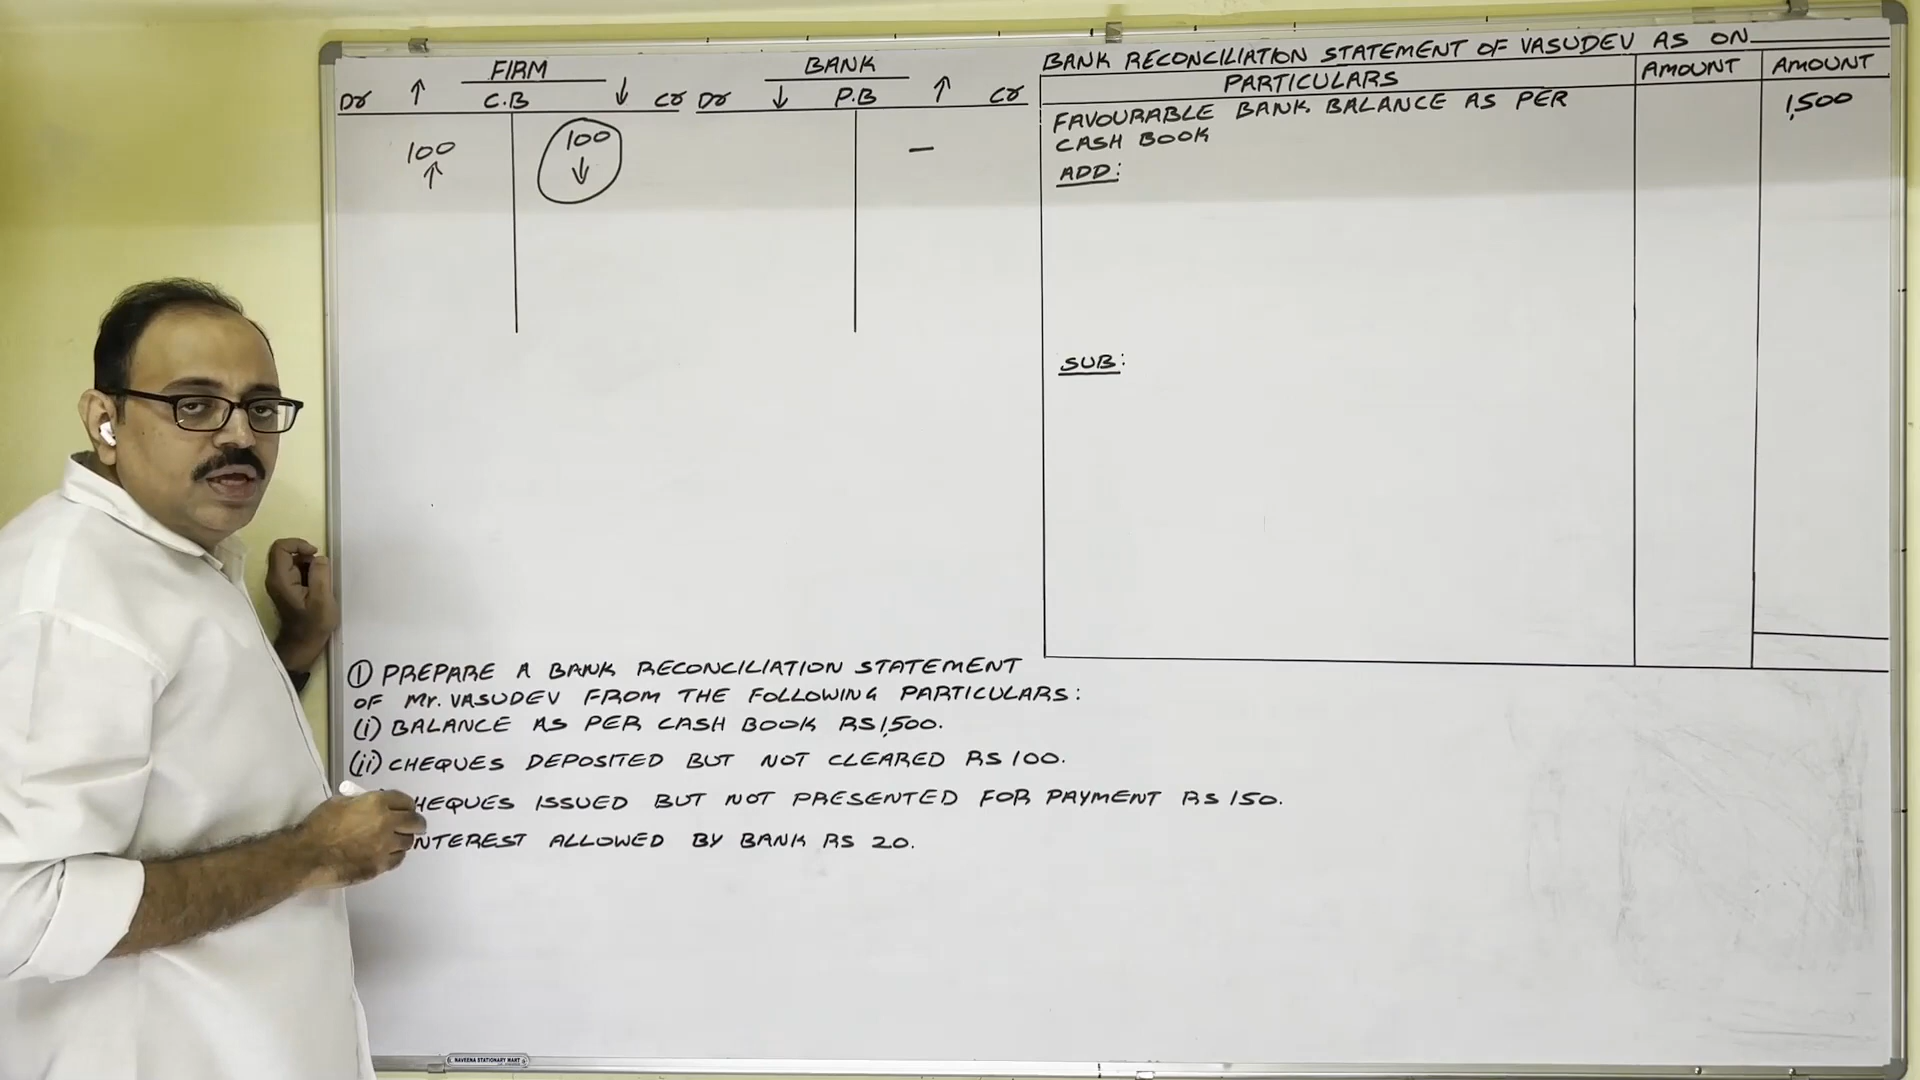 FIRM
Dr ↑ C.B ↓ Cr
100 100
↑ ↓
BANK
Dr ↓ P.B ↑ Cr
—
BANK RECONCILIATION STATEMENT OF VASUDEV AS ON
PARTICULARS AMOUNT AMOUNT
FAVOURABLE BANK BALANCE AS PER 1,500
CASH BOOK
ADD:
SUB:
① PREPARE A BANK RECONCILIATION STATEMENT
OF Mr. VASUDEV FROM THE FOLLOWING PARTICULARS:
(i) BALANCE AS PER CASH BOOK RS 1,500.
(ii) CHEQUES DEPOSITED BUT NOT CLEARED RS 100.
HEQUES ISSUED BUT NOT PRESENTED FOR PAYMENT RS 150.
NTEREST ALLOWED BY BANK RS 20.
NAVEENA STATIONARY MART